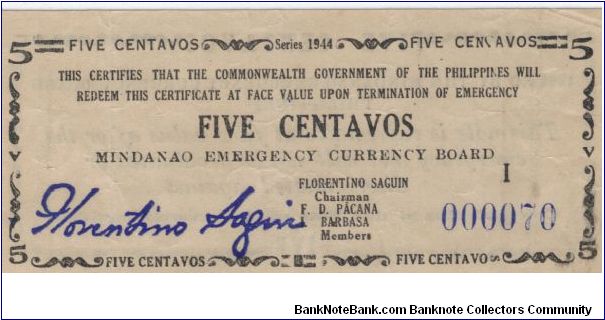 5 FIVE CENTAVOS Series 1944 FIVE CENTAVOS 5
THIS CERTIFIES THAT THE COMMONWEALTH GOVERNMENT OF THE PHILIPPINES WILL
REDEEM THIS CERTIFICATE AT FACE VALUE UPON TERMINATION OF EMERGENCY
FIVE CENTAVOS
MINDANAO EMERGENCY CURRENCY BOARD
I
FLORENTINO SAGUIN
Chairman
F. D. PACANA
I. BARBASA
Members
Florentino Saguin
000070
5 FIVE CENTAVOS FIVE CENTAVOS 5
BankNoteBank.com Banknote Collectors Community